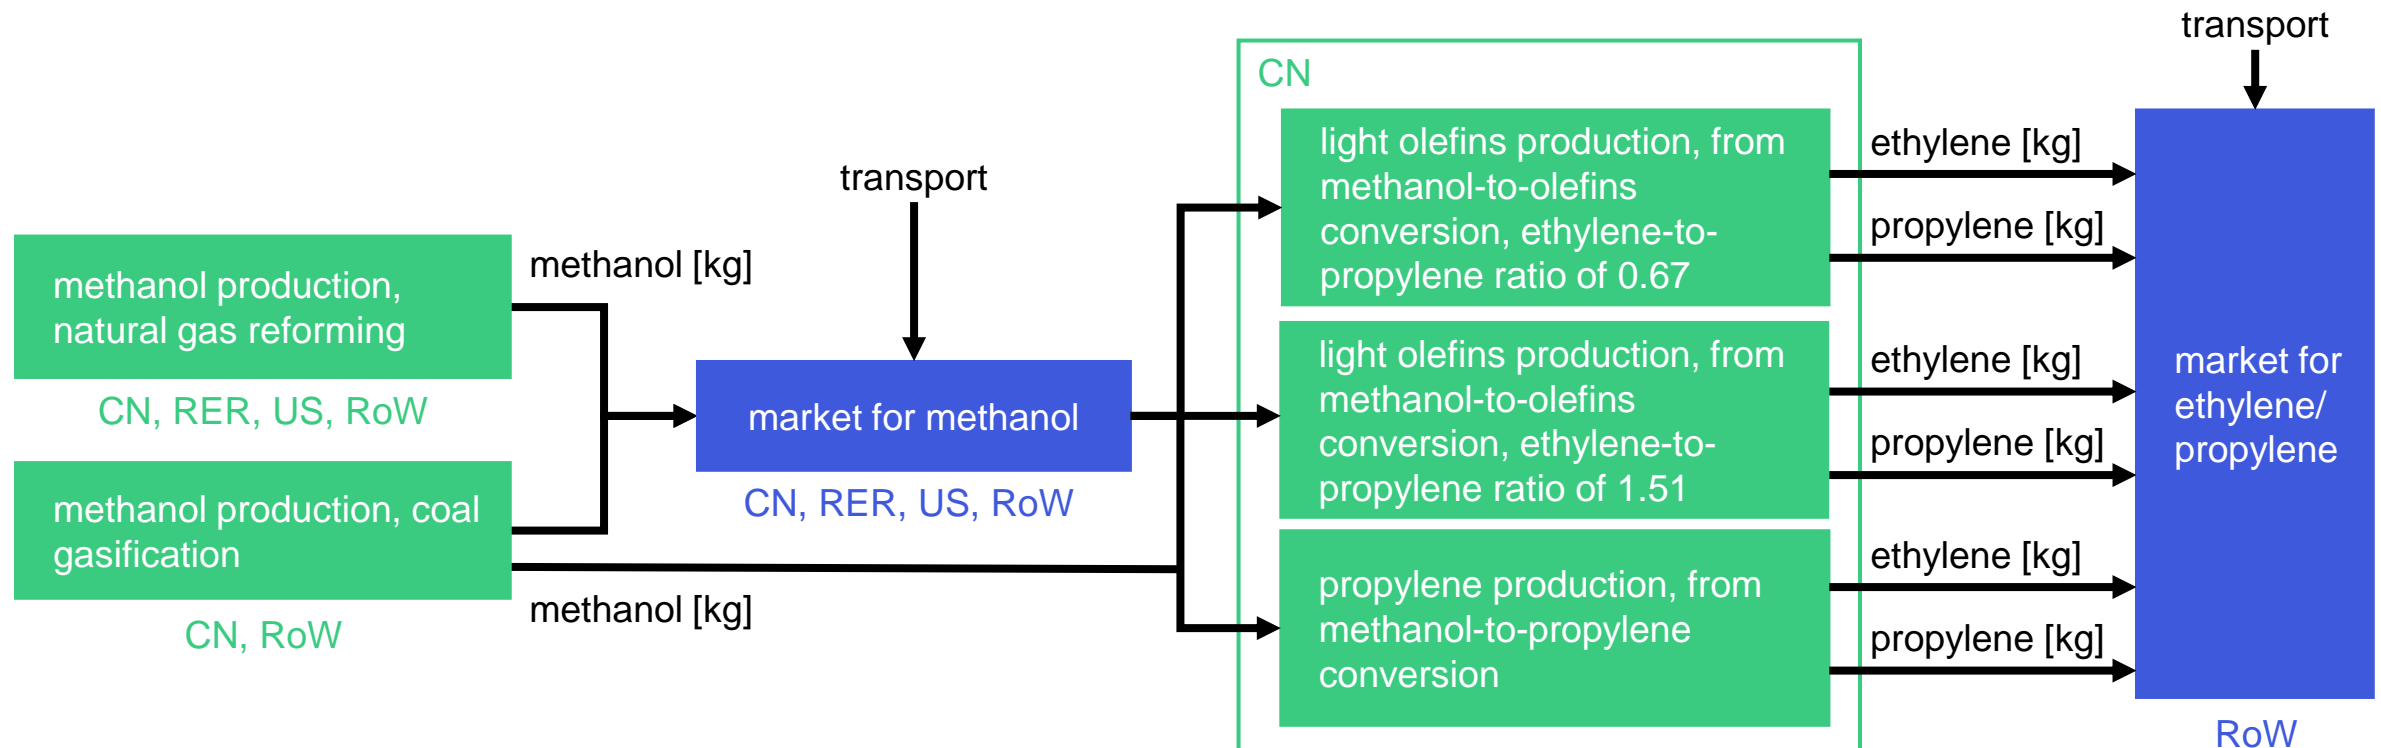 methanol production,
natural gas reforming
CN, RER, US, RoW
methanol production, coal
gasification
CN, RoW
methanol [kg]
methanol [kg]
transport
market for methanol
CN, RER, US, RoW
CN
light olefins production, from
methanol-to-olefins
conversion, ethylene-to-
propylene ratio of 0.67
light olefins production, from
methanol-to-olefins
conversion, ethylene-to-
propylene ratio of 1.51
propylene production, from
methanol-to-propylene
conversion
ethylene [kg]
propylene [kg]
ethylene [kg]
propylene [kg]
ethylene [kg]
propylene [kg]
transport
market for
ethylene/
propylene
RoW